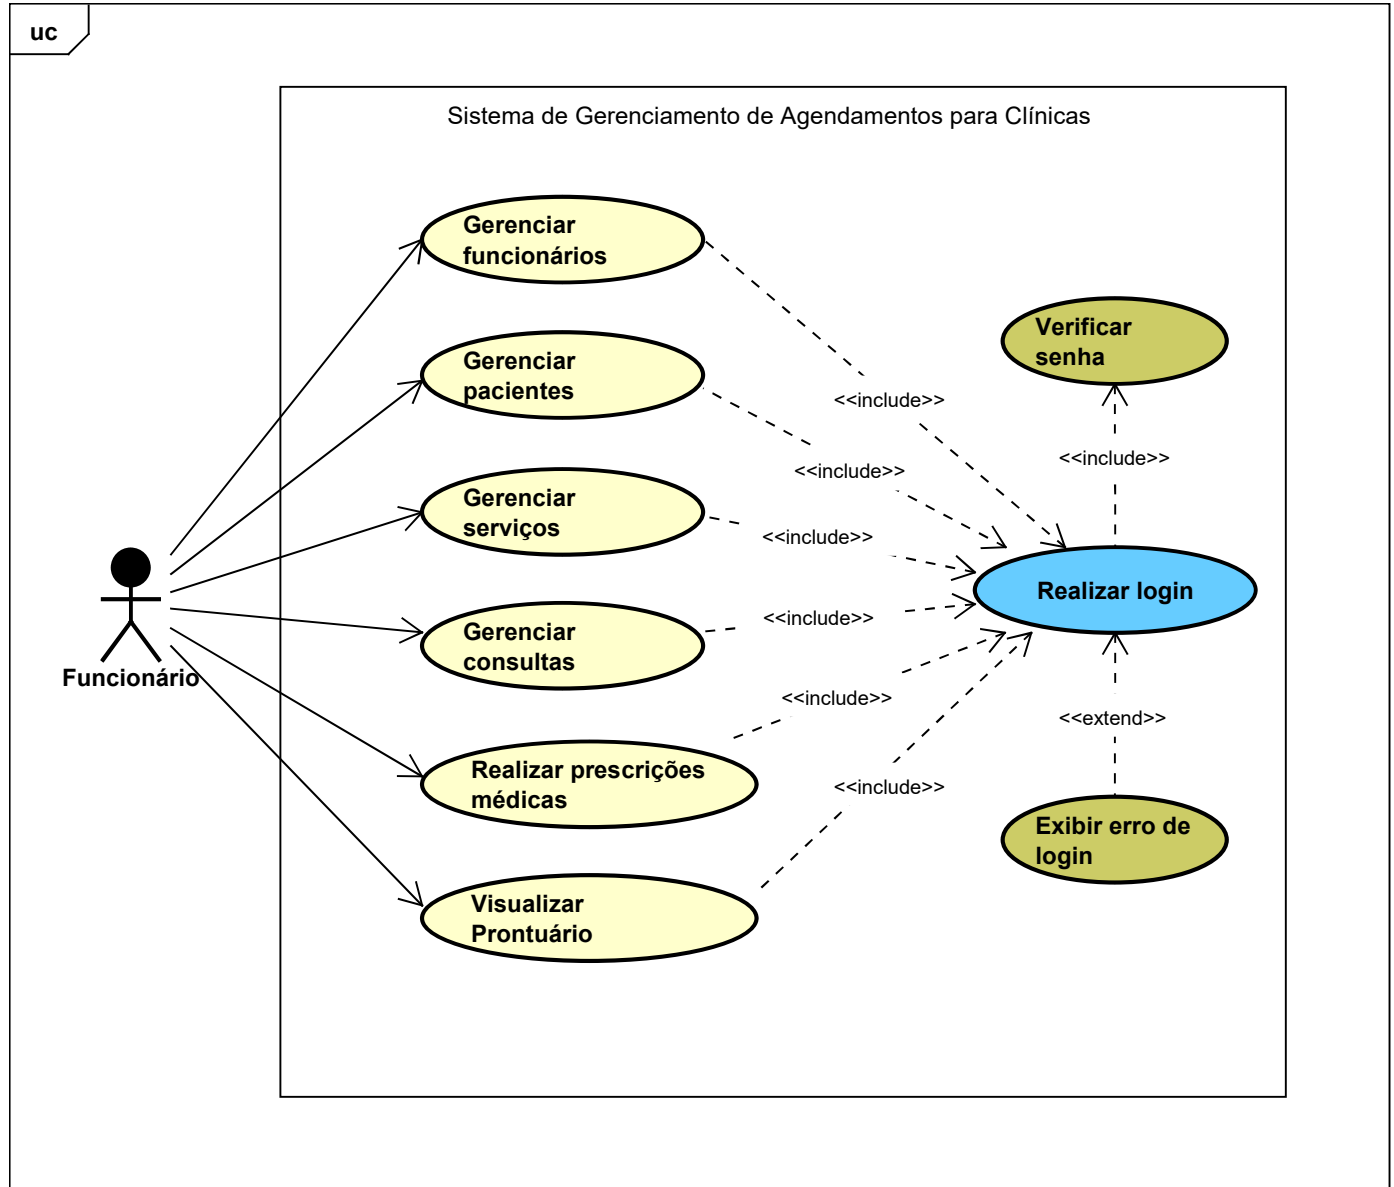 uc
Sistema de Gerenciamento de Agendamentos para Clínicas
Gerenciar
funcionários
Verificar
senha
Gerenciar
pacientes
<<include>>
<<include>>
<<include>>
Gerenciar
serviços
<<include>>
Realizar login
<<include>>
Gerenciar
consultas
Funcionário
<<include>>
<<extend>>
Realizar prescrições
médicas
<<include>>
Exibir erro de
login
Visualizar
Prontuário